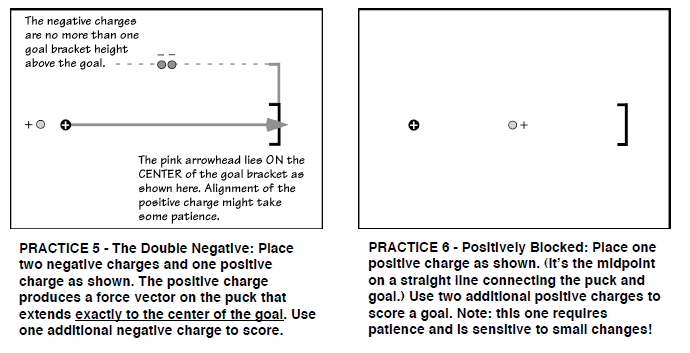 The negative charges
are no more than one
goal bracket height
above the goal.
– –
+
+
The pink arrowhead lies ON the
CENTER of the goal bracket as
shown here. Alignment of the
positive charge might take
some patience.
PRACTICE 5 - The Double Negative: Place
two negative charges and one positive
charge as shown. The positive charge
produces a force vector on the puck that
extends exactly to the center of the goal. Use
one additional negative charge to score.
+
+
PRACTICE 6 - Positively Blocked: Place one
positive charge as shown. (It's the midpoint
on a straight line connecting the puck and
goal.) Use two additional positive charges to
score a goal. Note: this one requires
patience and is sensitive to small changes!